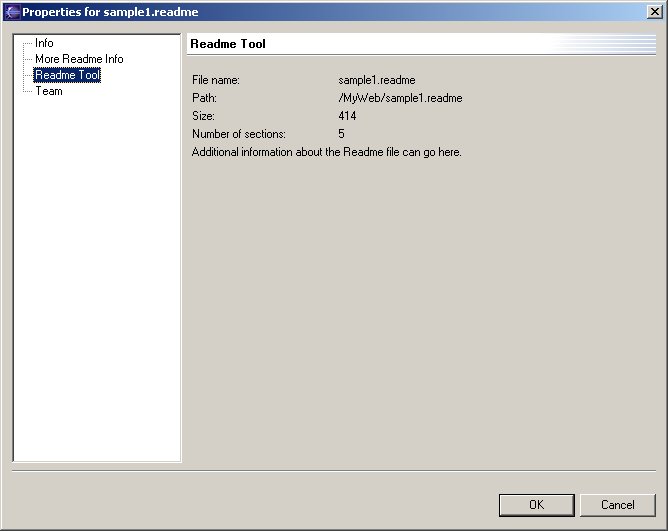 Properties for sample1.readme
Info
More Readme Info
Readme Tool
Team
Readme Tool
File name: sample1.readme
Path: /MyWeb/sample1.readme
Size: 414
Number of sections: 5
Additional information about the Readme file can go here.
OK Cancel